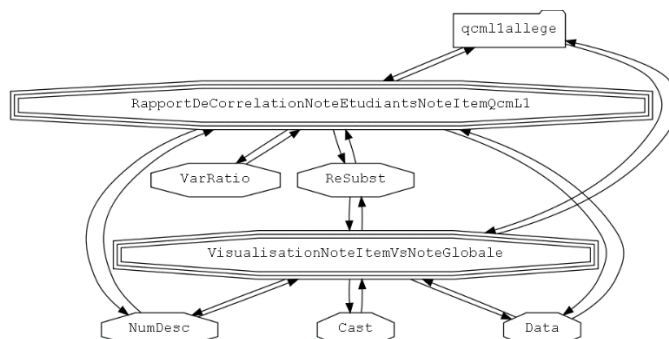 qcml1allege
RapportDeCorrelationNoteEtudiantsNoteItemQcmL1
VarRatio
ReSubst
VisualisationNoteItemVsNoteGlobale
NumDesc
Cast
Data